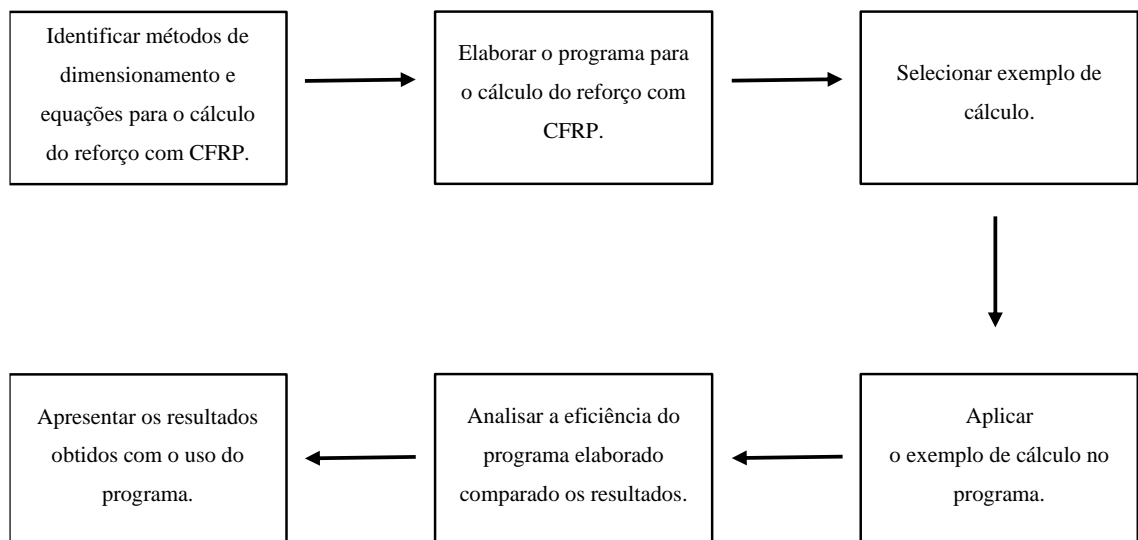 Identificar métodos de
dimensionamento e
equações para o cálculo
do reforço com CFRP.
Elaborar o programa para
o cálculo do reforço com
CFRP.
Selecionar exemplo de
cálculo.
Aplicar
o exemplo de cálculo no
programa.
Analisar a eficiência do
programa elaborado
comparado os resultados.
Apresentar os resultados
obtidos com o uso do
programa.